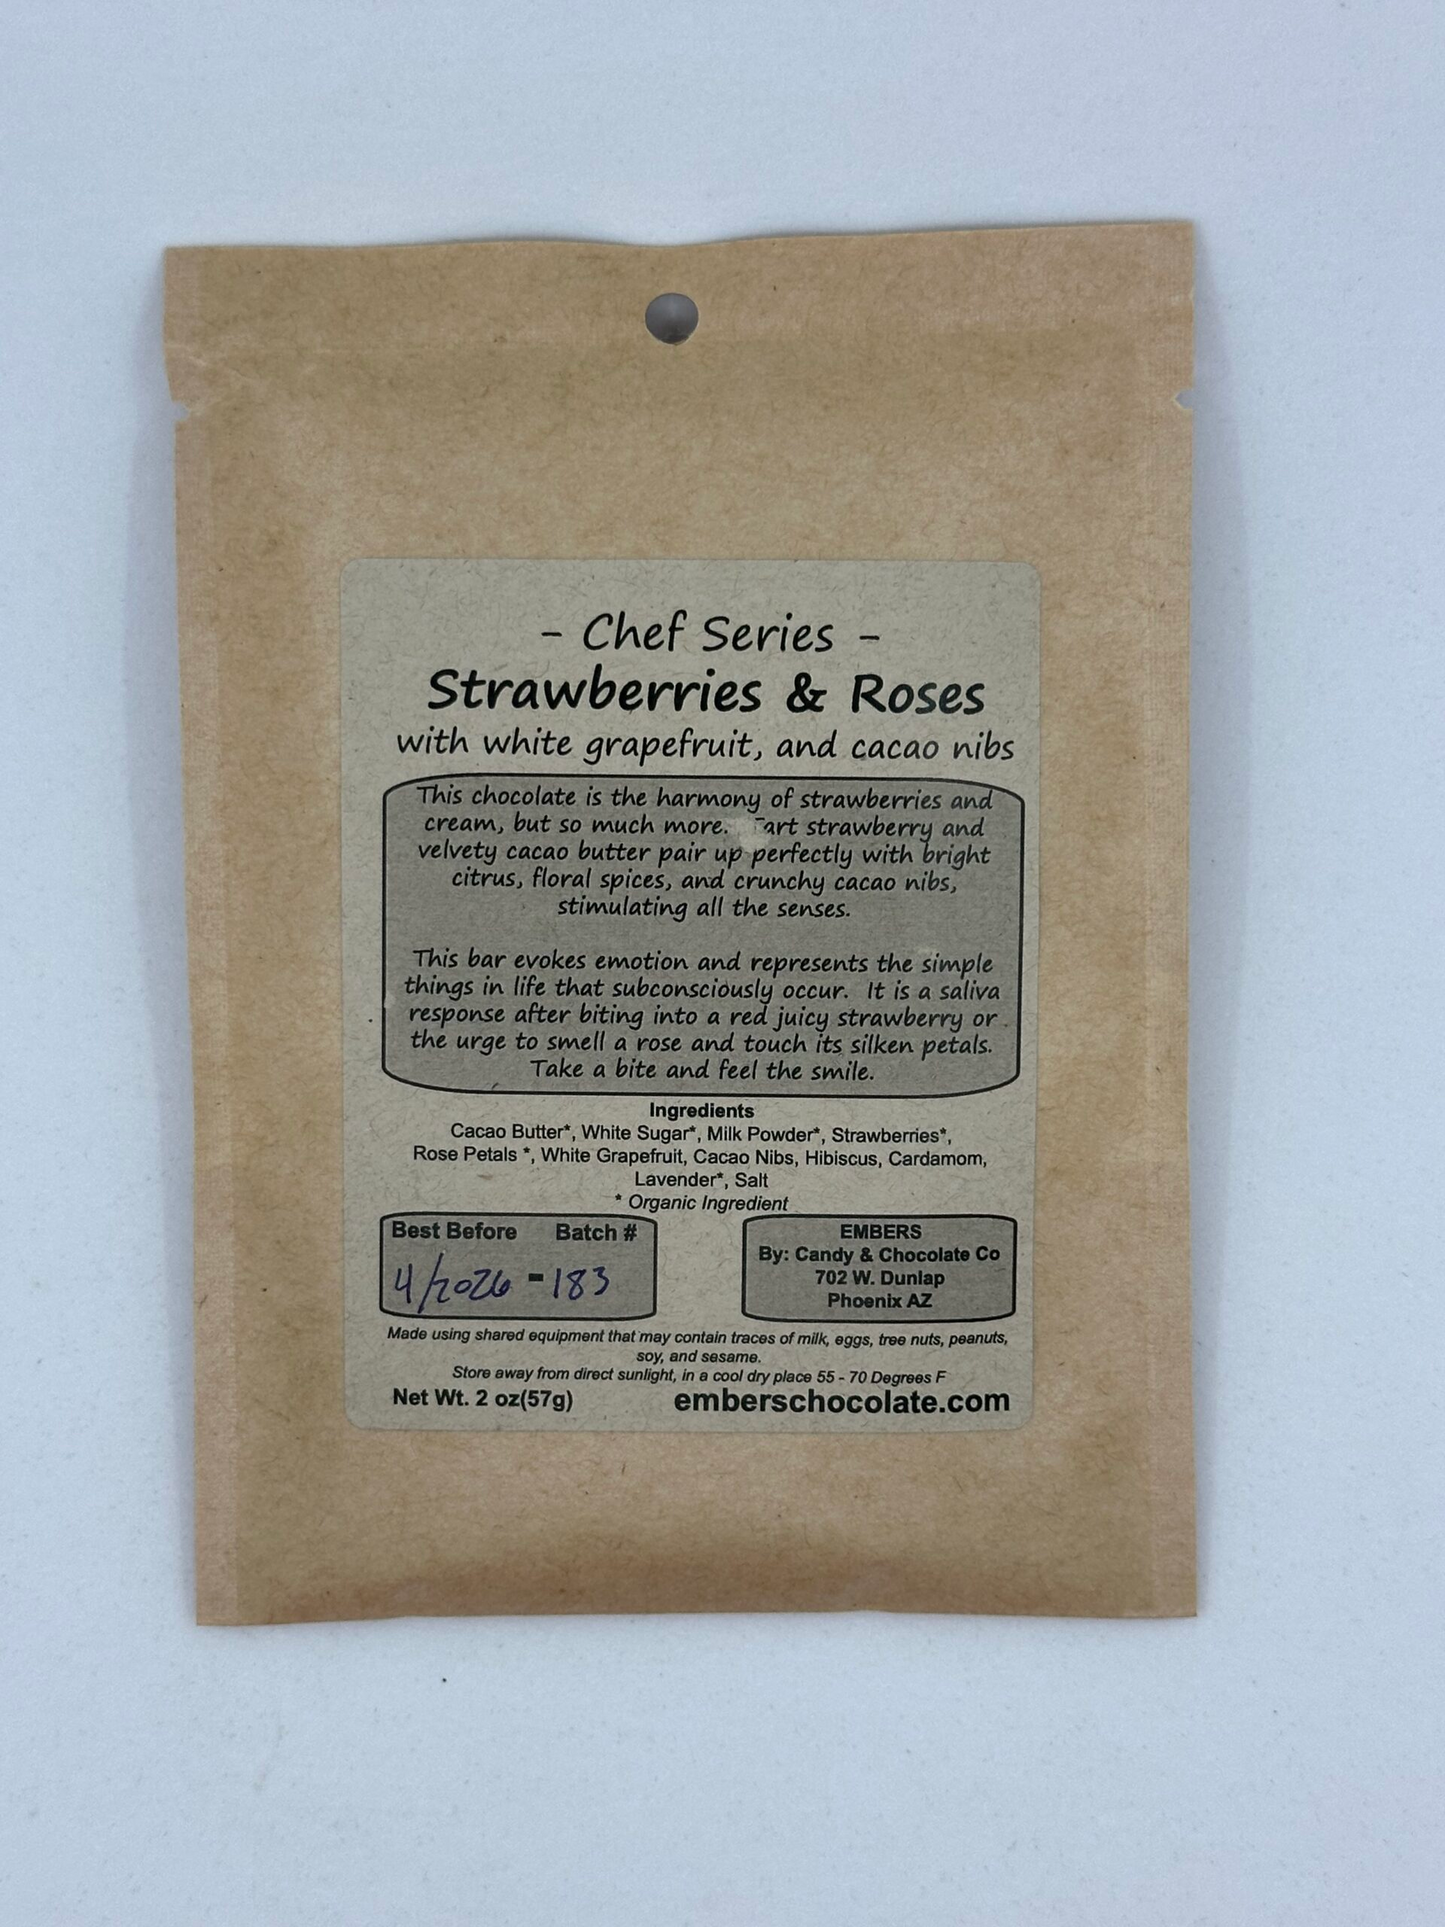 - Chef Series -
Strawberries & Roses
with white grapefruit, and cacao nibs
This chocolate is the harmony of strawberries and
cream, but so much more. Tart strawberry and
velvety cacao butter pair up perfectly with bright
citrus, floral spices, and crunchy cacao nibs,
stimulating all the senses.
This bar evokes emotion and represents the simple
things in life that subconsciously occur. It is a saliva
response after biting into a red juicy strawberry or
the urge to smell a rose and touch its silken petals.
Take a bite and feel the smile.
Ingredients
Cacao Butter*, White Sugar*, Milk Powder*, Strawberries*,
Rose Petals *, White Grapefruit, Cacao Nibs, Hibiscus, Cardamom,
Lavender*, Salt
* Organic Ingredient
Best Before Batch #
4/2026 - 183
EMBERS
By: Candy & Chocolate Co
702 W. Dunlap
Phoenix AZ
Made using shared equipment that may contain traces of milk, eggs, tree nuts, peanuts,
soy, and sesame.
Store away from direct sunlight, in a cool dry place 55 - 70 Degrees F
Net Wt. 2 oz(57g)
emberschocolate.com